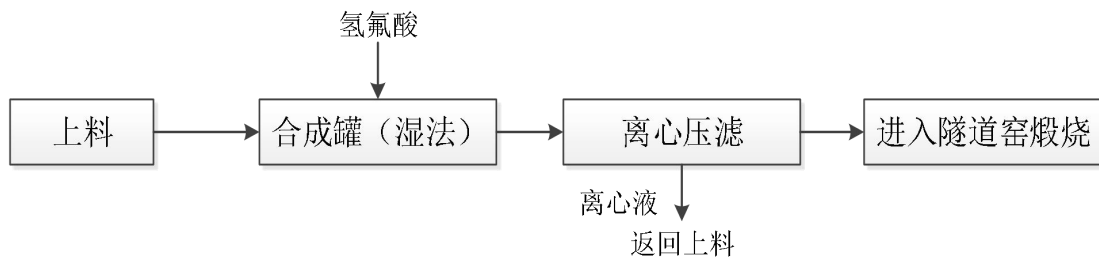 氢氟酸
上料
合成罐（湿法）
离心压滤
进入隧道窑煅烧
离心液
返回上料